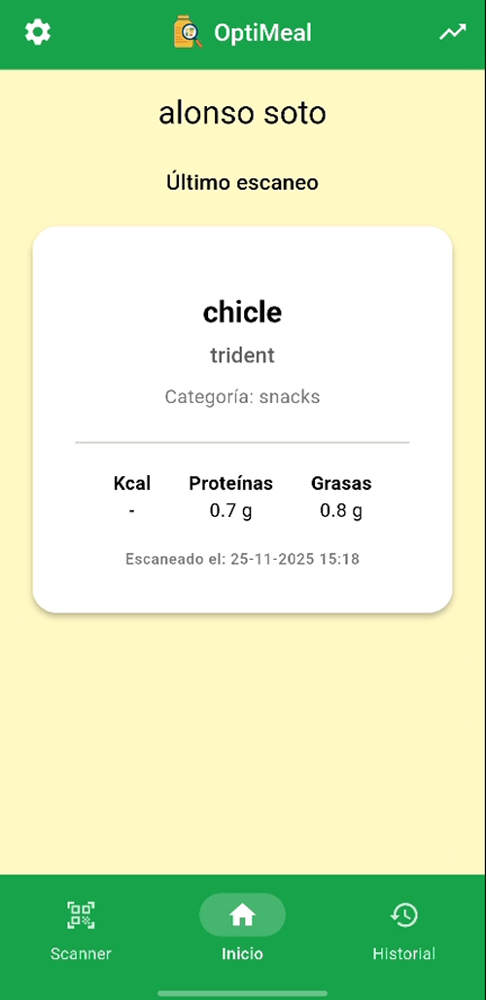 OptiMeal
alonso soto
Último escaneo
chicle
trident
Categoría: snacks
Kcal Proteínas Grasas
- 0.7 g 0.8 g
Escaneado el: 25-11-2025 15:18
Scanner Inicio Historial